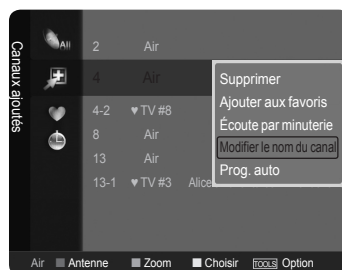 Canaux ajoutés
All
2 Air
4 Air
4-2 ♥ TV #8
8 Air
13 Air
13-1 ♥ TV #3 Alice
Supprimer
Ajouter aux favoris
Écoute par minuterie
Modifier le nom du canal
Prog. auto
Air Antenne Zoom Choisir TOOLS Option